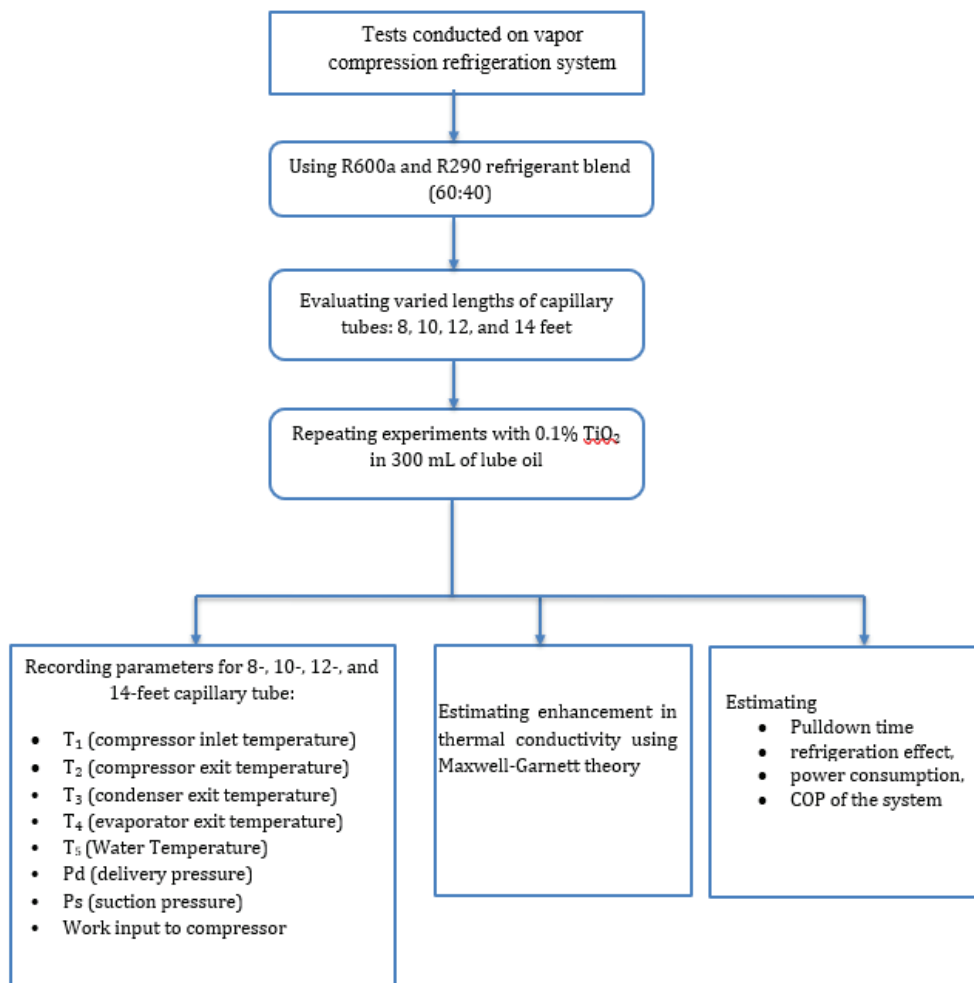 Tests conducted on vapor
compression refrigeration system
Using R600a and R290 refrigerant blend
(60:40)
Evaluating varied lengths of capillary
tubes: 8, 10, 12, and 14 feet
Repeating experiments with 0.1% TiO₂
in 300 mL of lube oil
Recording parameters for 8-, 10-, 12-, and
14-feet capillary tube:
• T₁ (compressor inlet temperature)
• T₂ (compressor exit temperature)
• T₃ (condenser exit temperature)
• T₄ (evaporator exit temperature)
• T₅ (Water Temperature)
• Pd (delivery pressure)
• Ps (suction pressure)
• Work input to compressor
Estimating enhancement in
thermal conductivity using
Maxwell-Garnett theory
Estimating
• Pulldown time
• refrigeration effect,
• power consumption,
• COP of the system